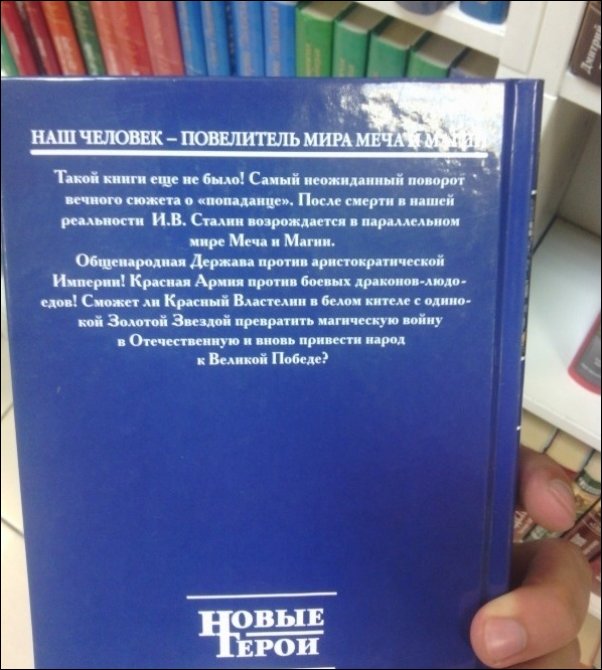 Дмитрий
НАШ ЧЕЛОВЕК – ПОВЕЛИТЕЛЬ МИРА МЕЧА И МАГИИ
Такой книги еще не было! Самый неожиданный поворот
вечного сюжета о «попаданце». После смерти в нашей
реальности И.В. Сталин возрождается в параллельном
мире Меча и Магии.
Общенародная Держава против аристократической
Империи! Красная Армия против боевых драконов-людо-
едов! Сможет ли Красный Властелин в белом кителе с одино-
кой Золотой Звездой превратить магическую войну
в Отечественную и вновь привести народ
к Великой Победе?
НОВЫЕ
ГЕРОИ